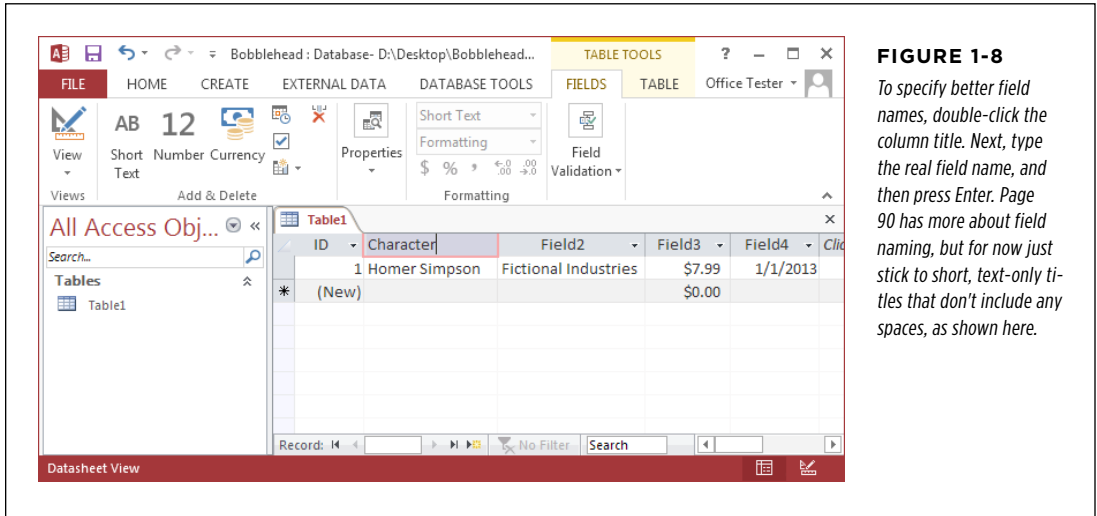 Bobblehead : Database- D:\Desktop\Bobblehead...
TABLE TOOLS
?
FILE
HOME
CREATE
EXTERNAL DATA
DATABASE TOOLS
FIELDS
TABLE
Office Tester
View
AB
Short
Text
12
Number
Currency
Properties
Short Text
Formatting
$ % , .0 .00 .00 .0
Field
Validation
Views
Add & Delete
Formatting
All Access Obj... «
Search...
Tables
Table1
Table1
ID Character Field2 Field3 Field4 Clic
1 Homer Simpson Fictional Industries $7.99 1/1/2013
* (New) $0.00
Record:
No Filter
Search
Datasheet View
FIGURE 1-8
To specify better field
names, double-click the
column title. Next, type
the real field name, and
then press Enter. Page
90 has more about field
naming, but for now just
stick to short, text-only ti-
tles that don't include any
spaces, as shown here.